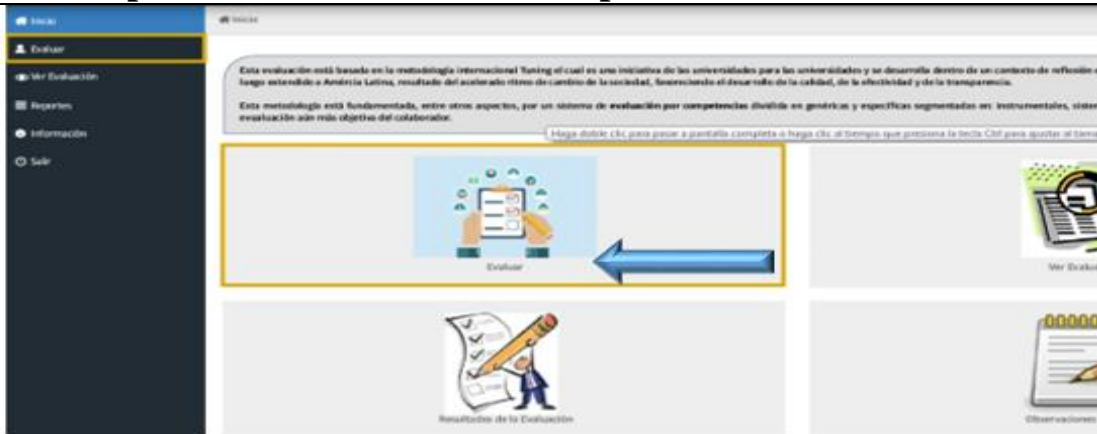 Inicio
Inicio
Evaluar
Ver Evaluación
Reportes
Información
Salir
Esta evaluación está basada en la metodología internacional Tuning el cual es una iniciativa de las universidades para las universidades y se desarrolla dentro de un contexto de reflexión
luego extendido a América Latina, resultado del acelerado ritmo de cambio de la sociedad, favoreciendo el desarrollo de la calidad, de la efectividad y de la transparencia.
Esta metodología está fundamentada, entre otros aspectos, por un sistema de evaluación por competencias dividida en genéricas y específicas segmentadas en: instrumentales,
evaluación aún más objetiva del colaborador.
Haga doble clic para pasar a pantalla completa o haga clic al tiempo que presiona la tecla Ctrl para ajustar al
Evaluar
Ver
Resultados de la Evaluación
Observaciones